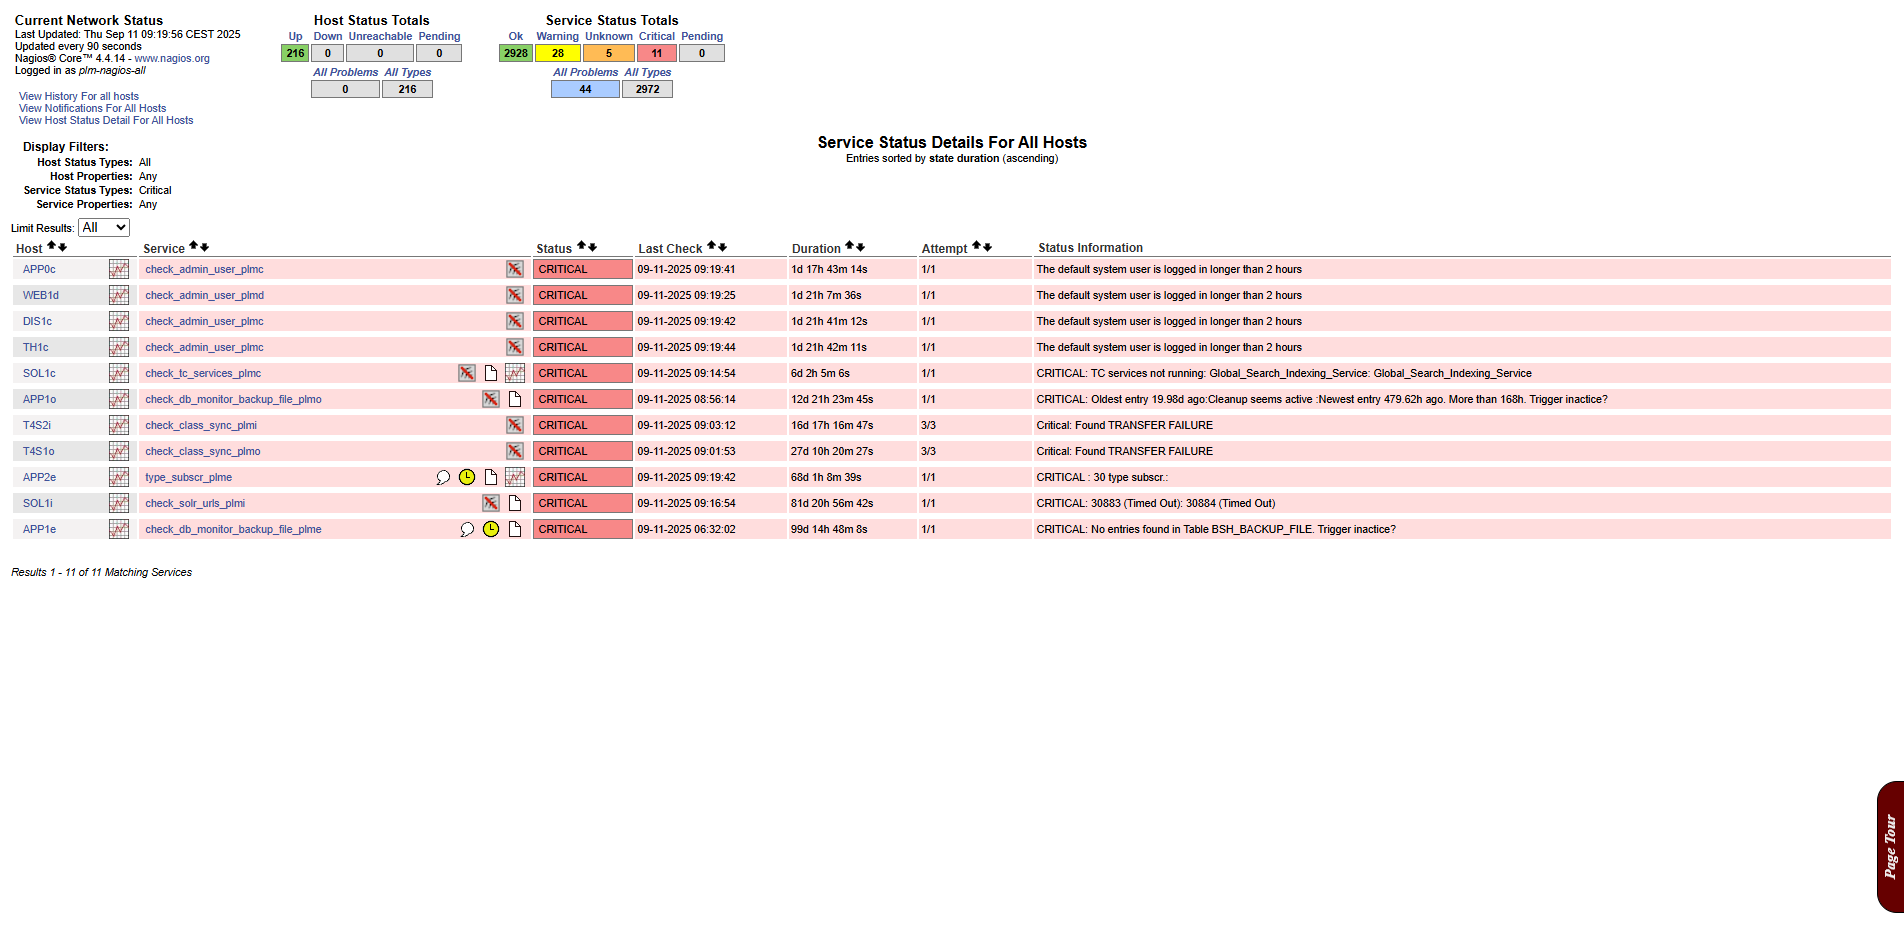 Current Network Status
Last Updated: Thu Sep 11 09:19:56 CEST 2025
Updated every 90 seconds
Nagios® Core™ 4.4.14 - www.nagios.org
Logged in as plm-nagios-all
View History For all hosts
View Notifications For All Hosts
View Host Status Detail For All Hosts
Host Status Totals
Up Down Unreachable Pending
216 0 0 0
All Problems All Types
0 216
Service Status Totals
Ok Warning Unknown Critical Pending
2928 28 5 11 0
All Problems All Types
44 2972
Display Filters:
Host Status Types: All
Host Properties: Any
Service Status Types: Critical
Service Properties: Any
Service Status Details For All Hosts
Entries sorted by state duration (ascending)
Limit Results: All
Host Service Status Last Check Duration Attempt Status Information
APP0c check_admin_user_plmc CRITICAL 09-11-2025 09:19:41 1d 17h 43m 14s 1/1 The default system user is logged in longer than 2 hours
WEB1d check_admin_user_plmd CRITICAL 09-11-2025 09:19:25 1d 21h 7m 36s 1/1 The default system user is logged in longer than 2 hours
DIS1c check_admin_user_plmc CRITICAL 09-11-2025 09:19:42 1d 21h 41m 12s 1/1 The default system user is logged in longer than 2 hours
TH1c check_admin_user_plmc CRITICAL 09-11-2025 09:19:44 1d 21h 42m 11s 1/1 The default system user is logged in longer than 2 hours
SOL1c check_tc_services_plmc CRITICAL 09-11-2025 09:14:54 6d 2h 5m 6s 1/1 CRITICAL: TC services not running: Global_Search_Indexing_Service: Global_Search_Indexing_Service
APP1o check_db_monitor_backup_file_plmo CRITICAL 09-11-2025 08:56:14 12d 21h 23m 45s 1/1 CRITICAL: Oldest entry 19.98d ago:Cleanup seems active :Newest entry 479.62h ago. More than 168h. Trigger inactice?
T4S2i check_class_sync_plmi CRITICAL 09-11-2025 09:03:12 16d 17h 16m 47s 3/3 Critical: Found TRANSFER FAILURE
T4S1o check_class_sync_plmo CRITICAL 09-11-2025 09:01:53 27d 10h 20m 27s 3/3 Critical: Found TRANSFER FAILURE
APP2e type_subscr_plme CRITICAL 09-11-2025 09:19:42 68d 1h 8m 39s 1/1 CRITICAL : 30 type subscr.:
SOL1i check_solr_urls_plmi CRITICAL 09-11-2025 09:16:54 81d 20h 56m 42s 1/1 CRITICAL: 30883 (Timed Out): 30884 (Timed Out)
APP1e check_db_monitor_backup_file_plme CRITICAL 09-11-2025 06:32:02 99d 14h 48m 8s 1/1 CRITICAL: No entries found in Table BSH_BACKUP_FILE. Trigger inactice?
Results 1 - 11 of 11 Matching Services
Page Tour